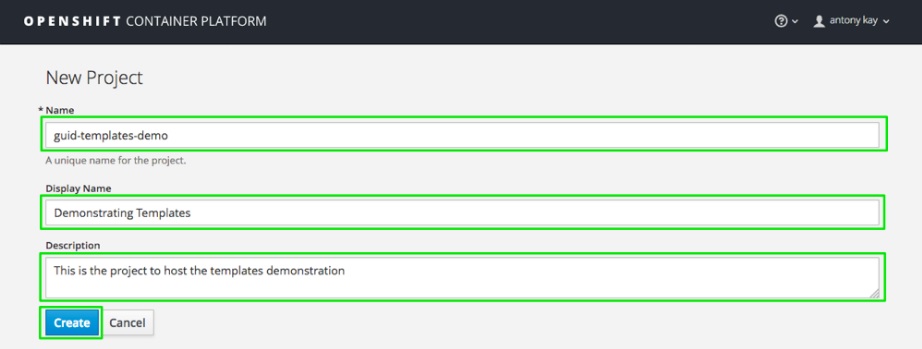 OPENSHIFT CONTAINER PLATFORM
antony kay
New Project
* Name
guid-templates-demo
A unique name for the project.
Display Name
Demonstrating Templates
Description
This is the project to host the templates demonstration
Create Cancel